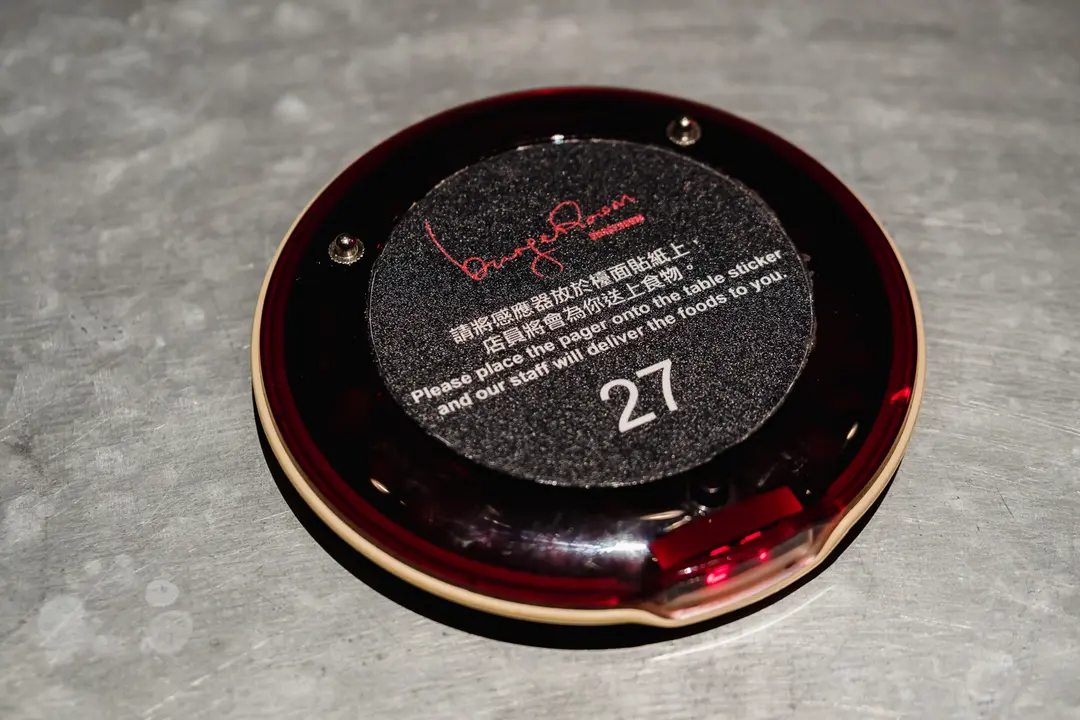 burgeRoom
請將感應器放於檯面貼紙上，
店員將會為你送上食物。
Please place the pager onto the table sticker
and our staff will deliver the foods to you.
27